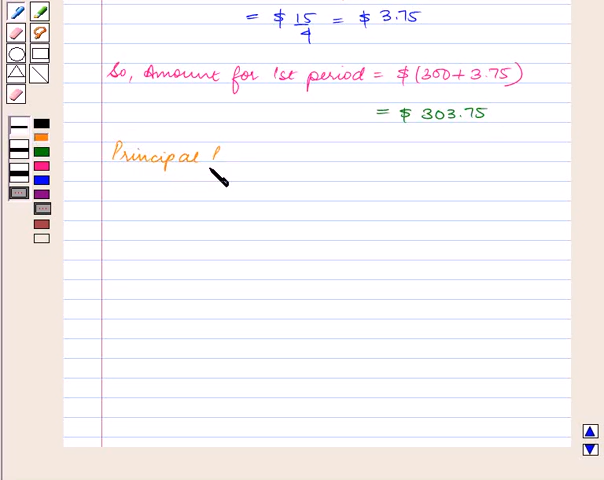 = $ 15/4 = $ 3.75
So, Amount for 1st period = $(300 + 3.75)
= $ 303.75
Principal